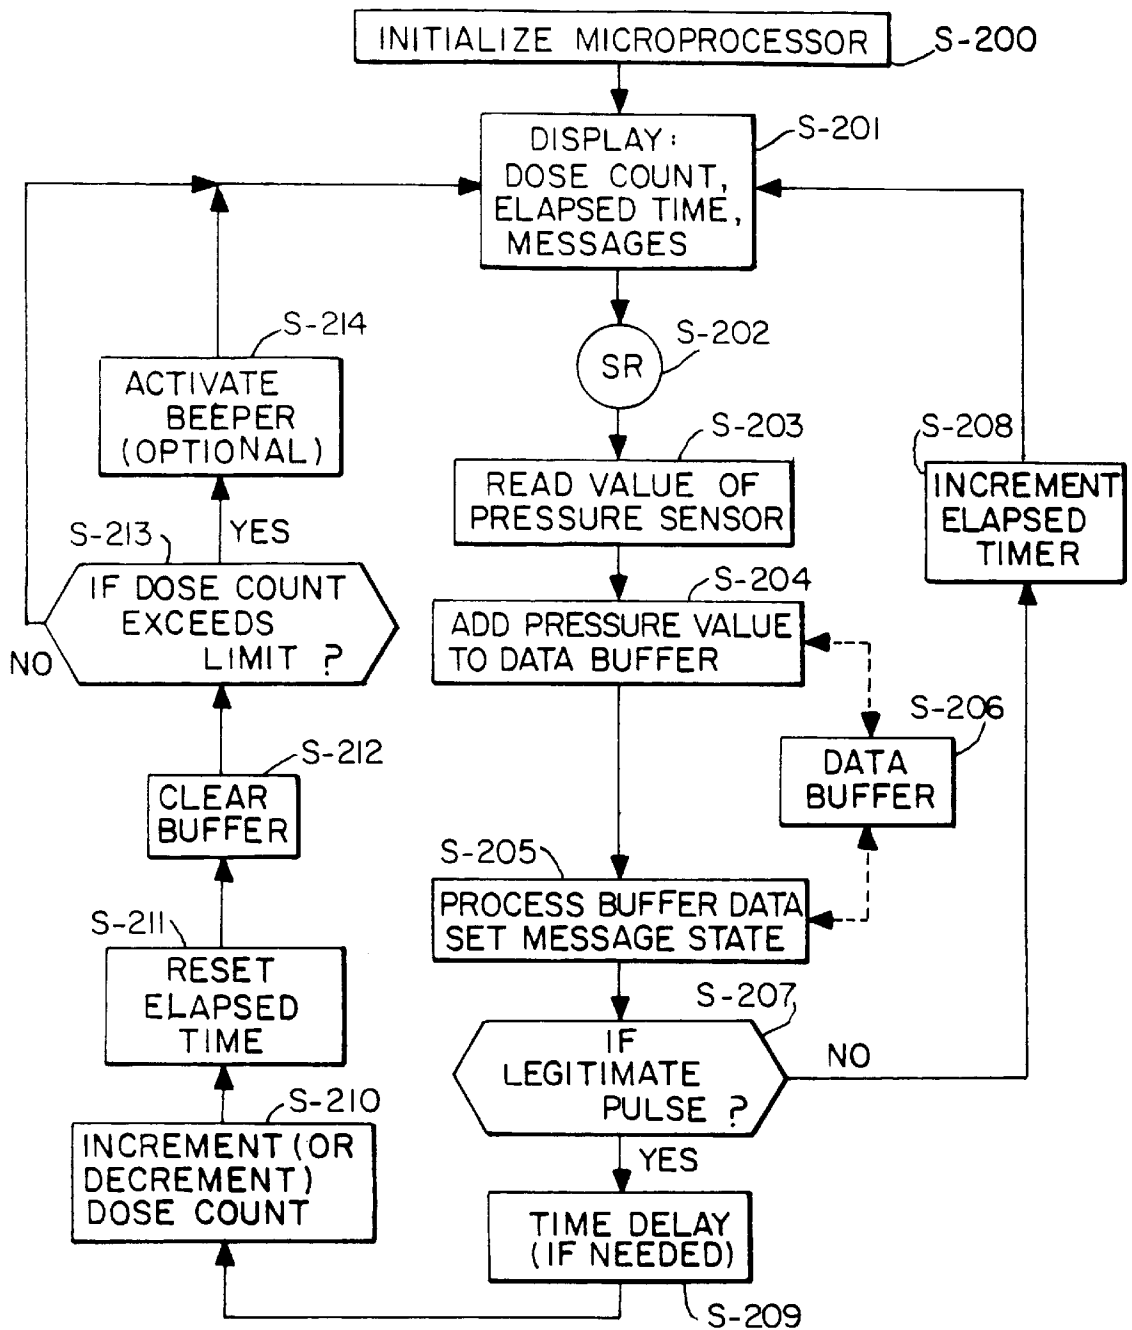 INITIALIZE MICROPROCESSOR
S-200
DISPLAY:
DOSE COUNT,
ELAPSED TIME,
MESSAGES
S-201
SR
S-202
READ VALUE OF
PRESSURE SENSOR
S-203
ADD PRESSURE VALUE
TO DATA BUFFER
S-204
DATA
BUFFER
S-206
PROCESS BUFFER DATA
SET MESSAGE STATE
S-205
IF
LEGITIMATE
PULSE ?
S-207
NO
INCREMENT
ELAPSED
TIMER
S-208
YES
TIME DELAY
(IF NEEDED)
S-209
INCREMENT (OR
DECREMENT)
DOSE COUNT
S-210
RESET
ELAPSED
TIME
S-211
CLEAR
BUFFER
S-212
IF DOSE COUNT
EXCEEDS
LIMIT ?
S-213
NO
YES
ACTIVATE
BEEPER
(OPTIONAL)
S-214